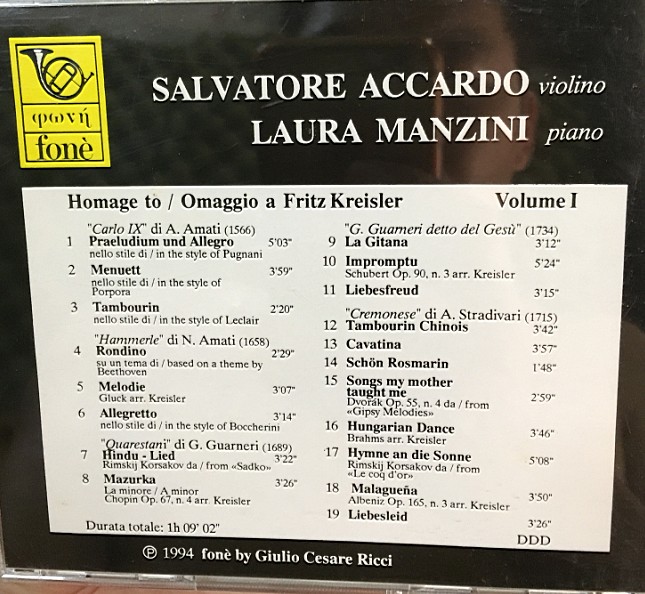 φωνή
fonè
SALVATORE ACCARDO violino
LAURA MANZINI piano
Homage to / Omaggio a Fritz Kreisler Volume I
"Carlo IX" di A. Amati (1566)
1 Praeludium und Allegro 5'03"
nello stile di / in the style of Pugnani
2 Menuett 3'59"
nello stile di / in the style of
Porpora
3 Tambourin 2'20"
nello stile di / in the style of Leclair
"Hammerle" di N. Amati (1658)
4 Rondino 2'29"
su un tema di / based on a theme by
Beethoven
5 Melodie 3'07"
Gluck arr. Kreisler
6 Allegretto 3'14"
nello stile di / in the style of Boccherini
"Quarestani" di G. Guarneri (1689)
7 Hindu - Lied 3'22"
Rimskij Korsakov da / from «Sadko»
8 Mazurka 3'26"
La minore / A minor
Chopin Op. 67, n. 4 arr. Kreisler
"G. Guarneri detto del Gesù" (1734)
9 La Gitana 3'12"
10 Impromptu 5'24"
Schubert Op. 90, n. 3 arr. Kreisler
11 Liebesfreud 3'15"
"Cremonese" di A. Stradivari (1715)
12 Tambourin Chinois 3'42"
13 Cavatina 3'57"
14 Schön Rosmarin 1'48"
15 Songs my mother
taught me 2'59"
Dvoràk Op. 55, n. 4 da / from
«Gipsy Melodies»
16 Hungarian Dance 3'46"
Brahms arr. Kreisler
17 Hymne an die Sonne 5'08"
Rimskij Korsakov da / from
«Le coq d'or»
18 Malagueña 3'50"
Albeniz Op. 165, n. 3 arr. Kreisler
19 Liebesleid 3'26"
Durata totale: 1h 09' 02"
DDD
℗ 1994 fonè by Giulio Cesare Ricci